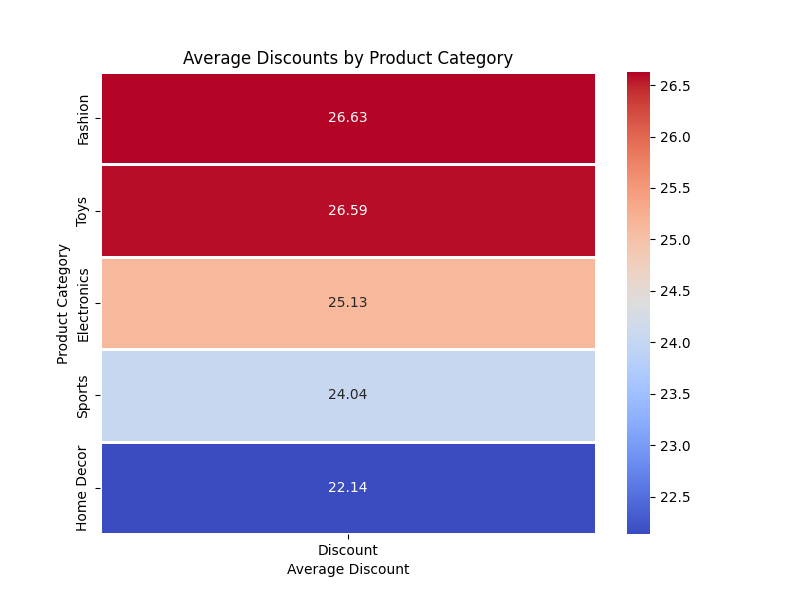 Average Discounts by Product Category
Product Category
Fashion
26.63
Toys
26.59
Electronics
25.13
Sports
24.04
Home Decor
22.14
Discount
Average Discount
26.5
26.0
25.5
25.0
24.5
24.0
23.5
23.0
22.5